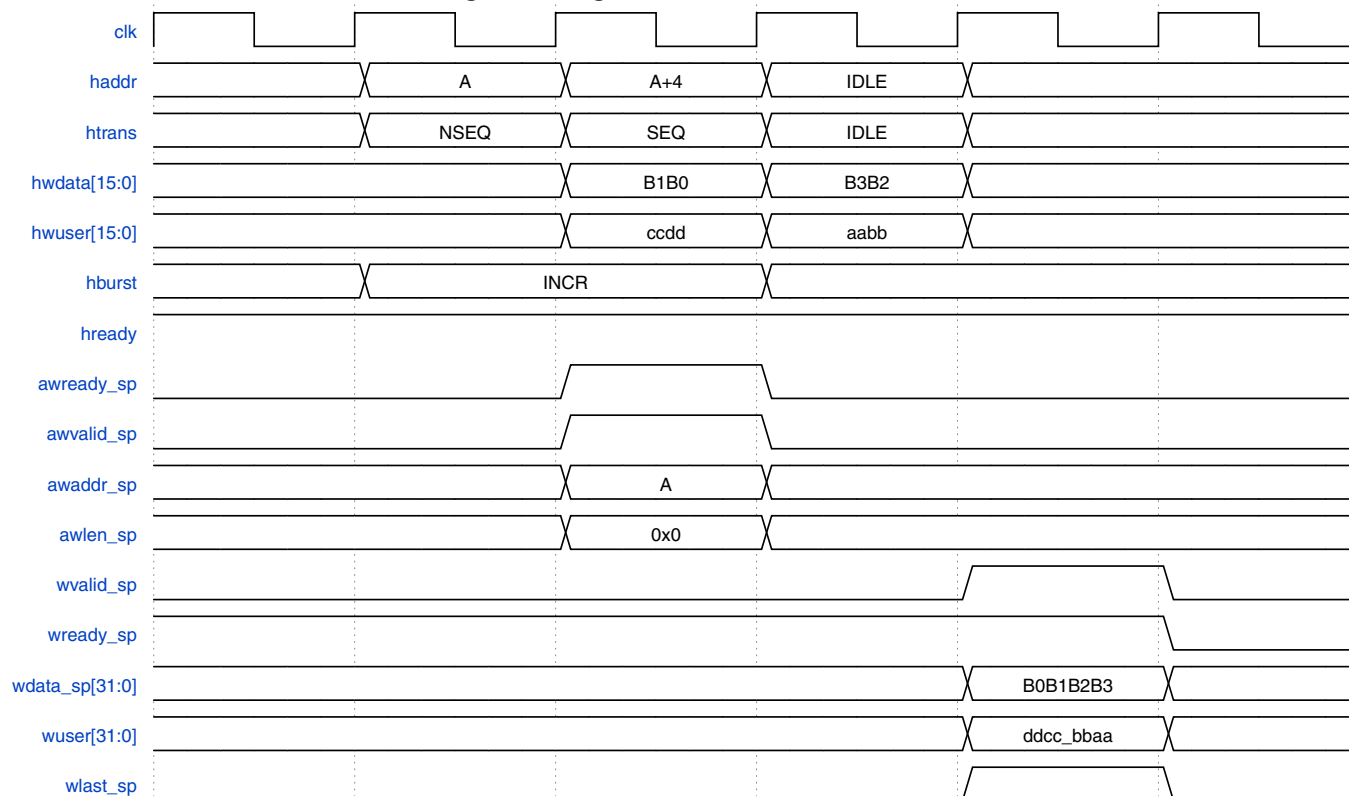 clk
haddr A A+4 IDLE
htrans NSEQ SEQ IDLE
hwdata[15:0] B1B0 B3B2
hwuser[15:0] ccdd aabb
hburst INCR
hready
awready_sp
awvalid_sp
awaddr_sp A
awlen_sp 0x0
wvalid_sp
wready_sp
wdata_sp[31:0] B0B1B2B3
wuser[31:0] ddcc_bbaa
wlast_sp